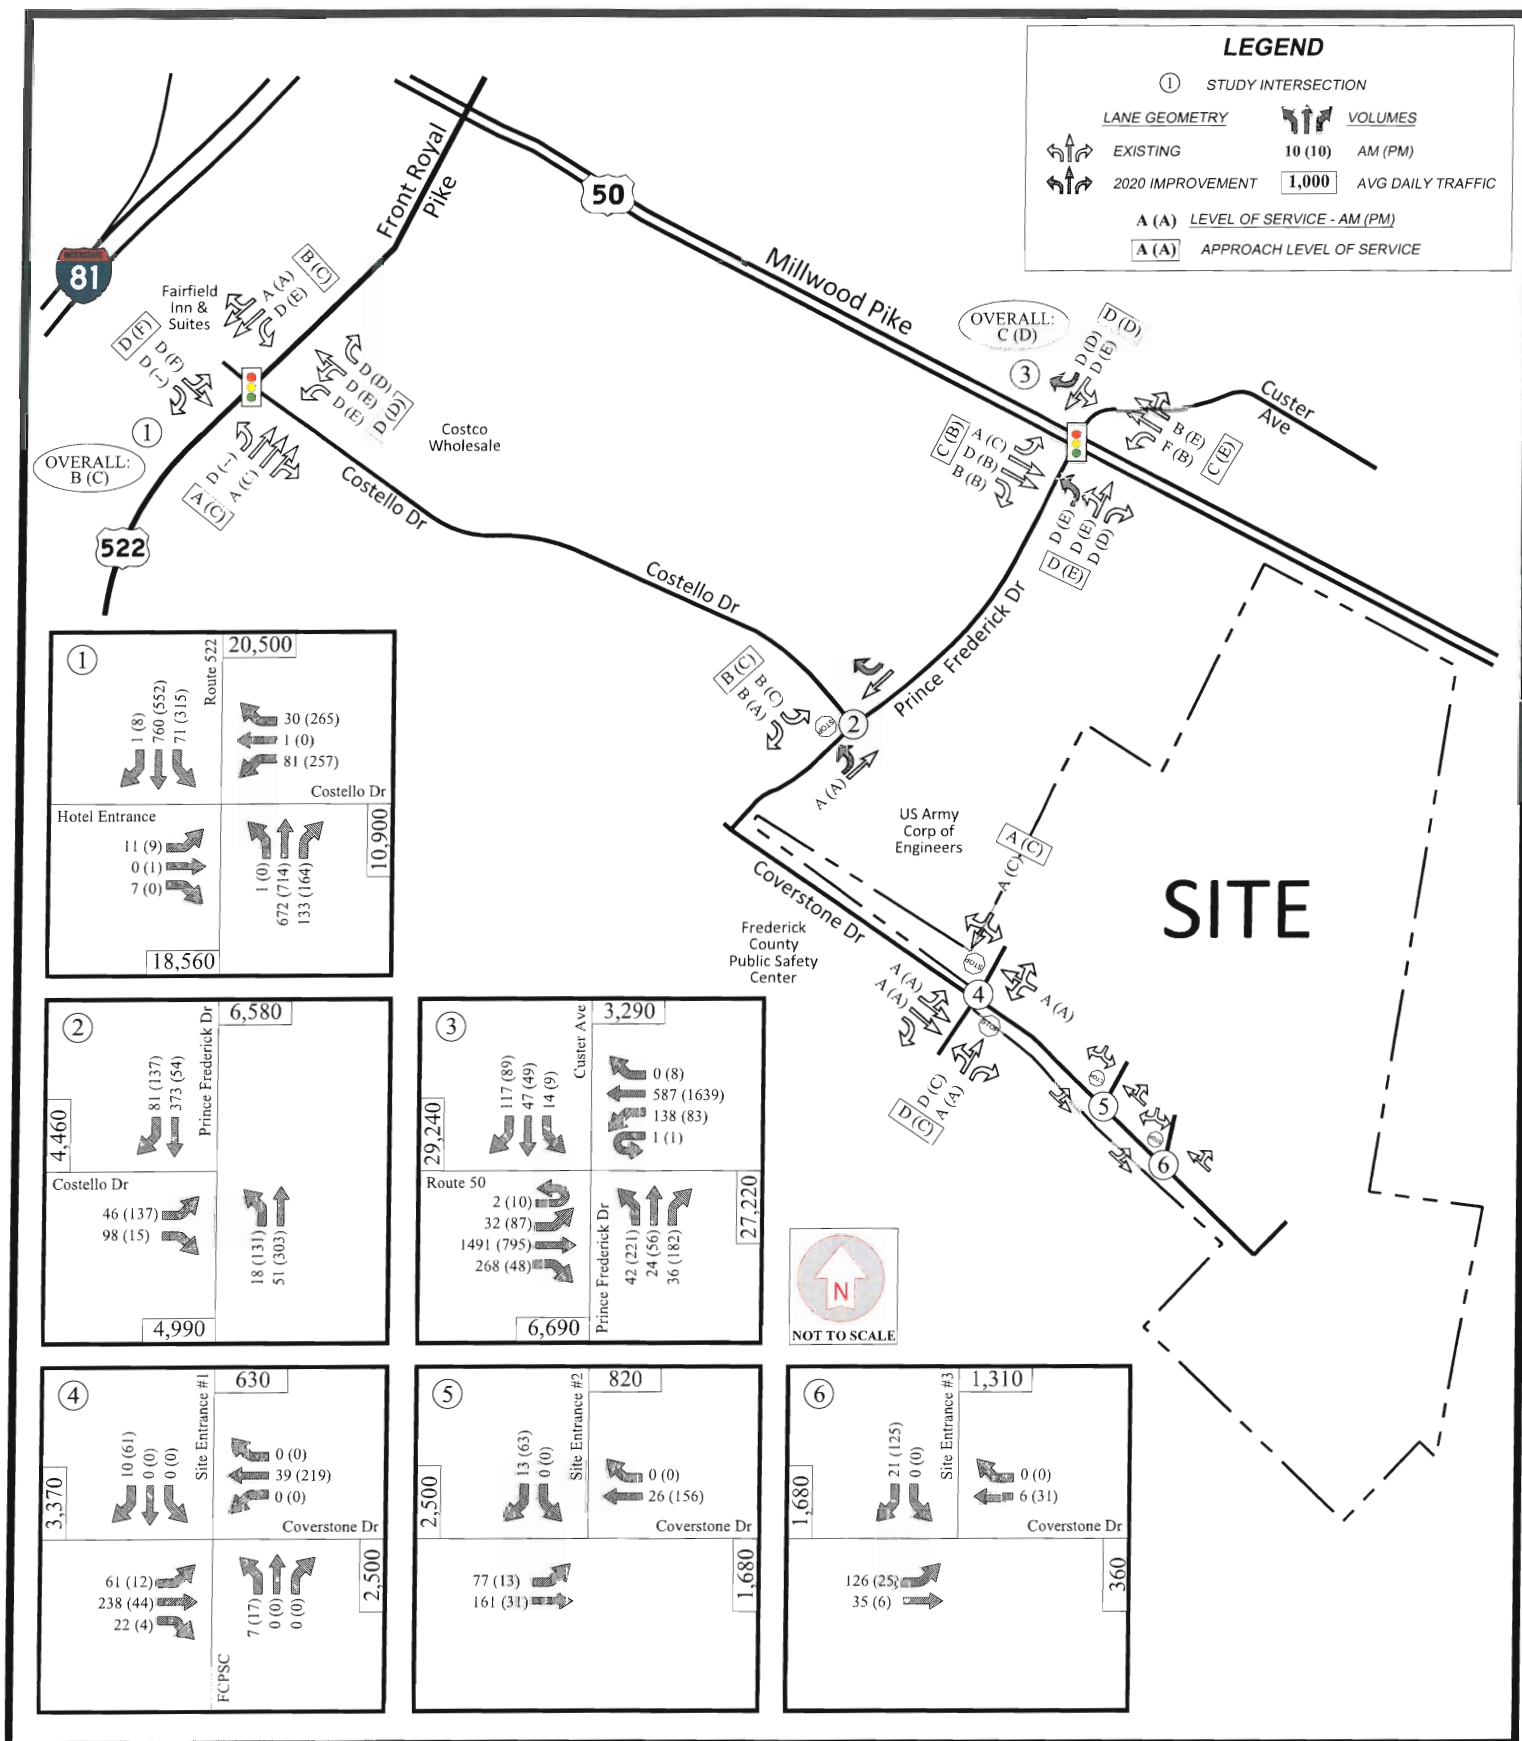 LEGEND
1 STUDY INTERSECTION
LANE GEOMETRY
VOLUMES
EXISTING
10 (10) AM (PM)
2020 IMPROVEMENT
1,000 AVG DAILY TRAFFIC
A (A) LEVEL OF SERVICE - AM (PM)
A (A) APPROACH LEVEL OF SERVICE
INTERSTATE
81
Front Royal
Pike
50
Millwood Pike
Fairfield
Inn &
Suites
A (A)
D (E)
B (C)
D (F)
D (F)
D (--)
D (D)
D (E)
D (E)
D (D)
1
OVERALL:
B (C)
D (--)
A (C)
A (C)
Costco
Wholesale
Costello Dr
522
OVERALL:
C (D)
3
D (D)
D (D)
D (E)
Custer
Ave
B (E)
F (B)
C (E)
C (B)
A (C)
D (B)
B (B)
D (E)
D (E)
D (D)
D (E)
Costello Dr
Prince Frederick Dr
B (C)
B (C)
B (A)
STOP
2
A (A)
US Army
Corp of
Engineers
A (C)
A (C)
SITE
Coverstone Dr
Frederick
County
Public Safety
Center
STOP
A (A)
A (A)
4
A (A)
STOP
D (C)
A (A)
D (C)
STOP
5
STOP
6
1
Route 522
20,500
1 (8)
760 (552)
71 (315)
30 (265)
1 (0)
81 (257)
Costello Dr
Hotel Entrance
11 (9)
0 (1)
7 (0)
1 (0)
672 (714)
133 (164)
10,900
18,560
2
Prince Frederick Dr
6,580
81 (137)
373 (54)
4,460
Costello Dr
46 (137)
98 (15)
18 (131)
51 (303)
4,990
3
Custer Ave
3,290
117 (89)
47 (49)
14 (9)
0 (8)
587 (1639)
138 (83)
1 (1)
29,240
Route 50
2 (10)
32 (87)
1491 (795)
268 (48)
Prince Frederick Dr
42 (221)
24 (56)
36 (182)
27,220
6,690
N
NOT TO SCALE
4
Site Entrance #1
630
10 (61)
0 (0)
0 (0)
0 (0)
39 (219)
0 (0)
3,370
Coverstone Dr
61 (12)
238 (44)
22 (4)
7 (17)
0 (0)
0 (0)
2,500
FCPSC
5
Site Entrance #2
820
13 (63)
0 (0)
0 (0)
26 (156)
2,500
Coverstone Dr
77 (13)
161 (31)
1,680
6
Site Entrance #3
1,310
21 (125)
0 (0)
0 (0)
6 (31)
1,680
Coverstone Dr
126 (25)
35 (6)
360